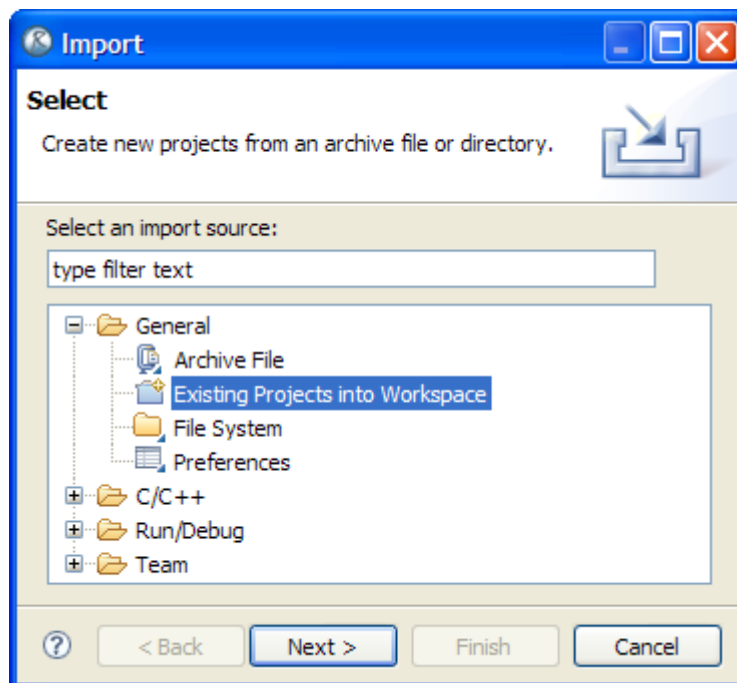 Import
Select
Create new projects from an archive file or directory.
Select an import source:
type filter text
General
Archive File
Existing Projects into Workspace
File System
Preferences
C/C++
Run/Debug
Team
? < Back Next > Finish Cancel